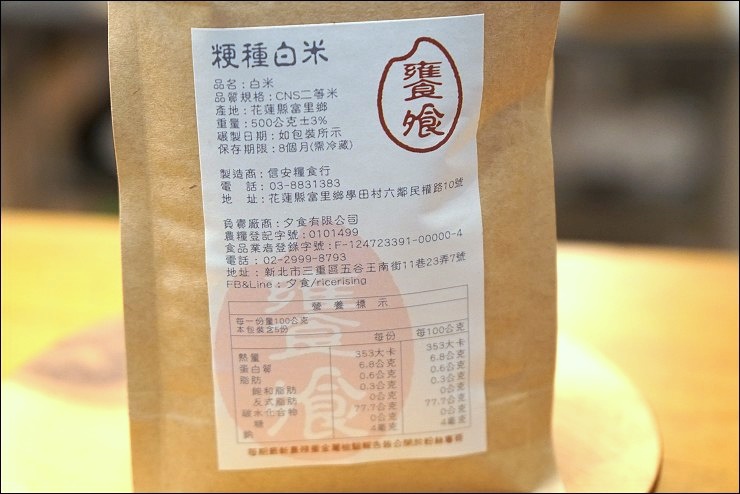 粳種白米
饔飧
品名：白米
品質規格：CNS二等米
產地：花蓮縣富里鄉
重量：500公克±3%
碾製日期：如包裝所示
保存期限：8個月(需冷藏)
製造商：信安糧食行
電　話：03-8831383
地　址：花蓮縣富里鄉學田村六鄰民權路10號
負責廠商：夕食有限公司
農糧登記字號：0101499
食品業者登錄字號：F-124723391-00000-4
電話：02-2999-8793
地址：新北市三重區五谷王南街11巷23弄7號
FB&Line：夕食/ricerising
營養標示
每一份量100公克
本包裝含5份
每份 每100公克
熱量 353大卡 353大卡
蛋白質 6.8公克 6.8公克
脂肪 0.6公克 0.6公克
飽和脂肪 0.3公克 0.3公克
反式脂肪 0公克 0公克
碳水化合物 77.7公克 77.7公克
糖 0公克 0公克
鈉 4毫克 4毫克
饔飧